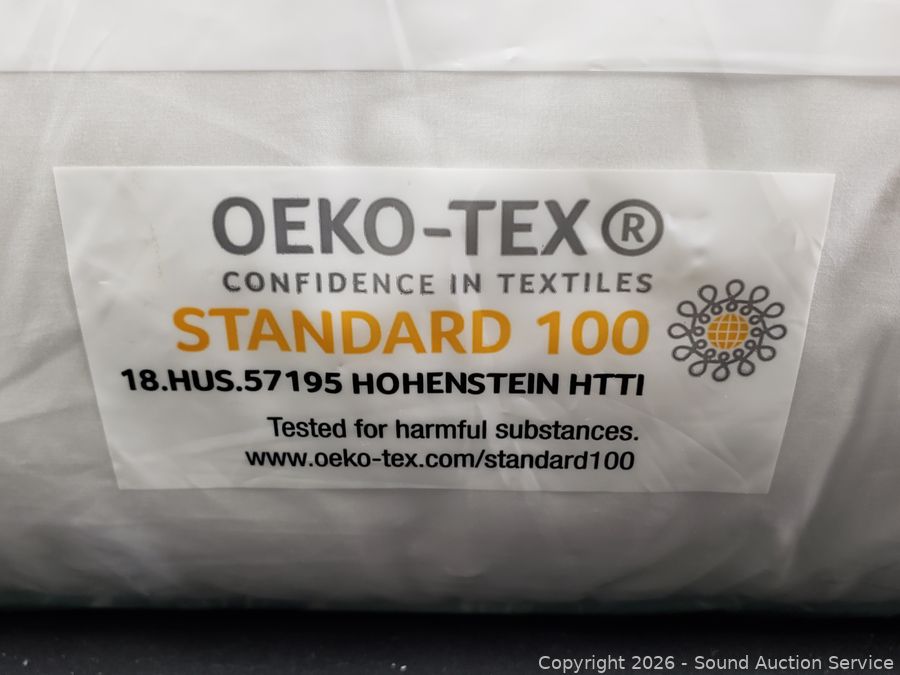 OEKO-TEX®
CONFIDENCE IN TEXTILES
STANDARD 100
18.HUS.57195 HOHENSTEIN HTTI
Tested for harmful substances.
www.oeko-tex.com/standard100
Copyright 2026 - Sound Auction Service